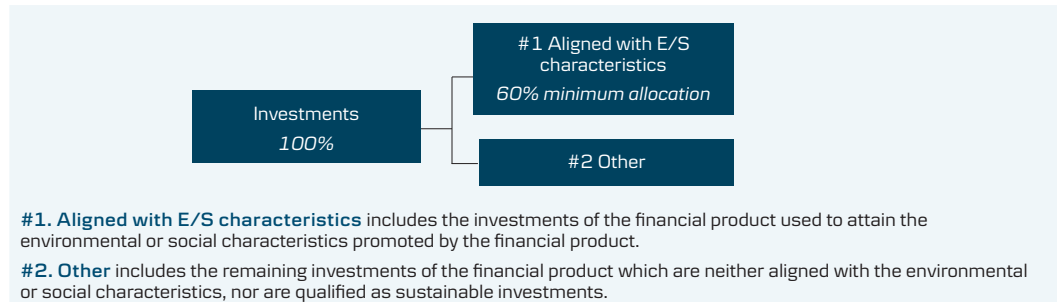 #1 Aligned with E/S
characteristics
60% minimum allocation
Investments
100%
#2 Other
#1. Aligned with E/S characteristics includes the investments of the financial product used to attain the
environmental or social characteristics promoted by the financial product.
#2. Other includes the remaining investments of the financial product which are neither aligned with the environmental
or social characteristics, nor are qualified as sustainable investments.